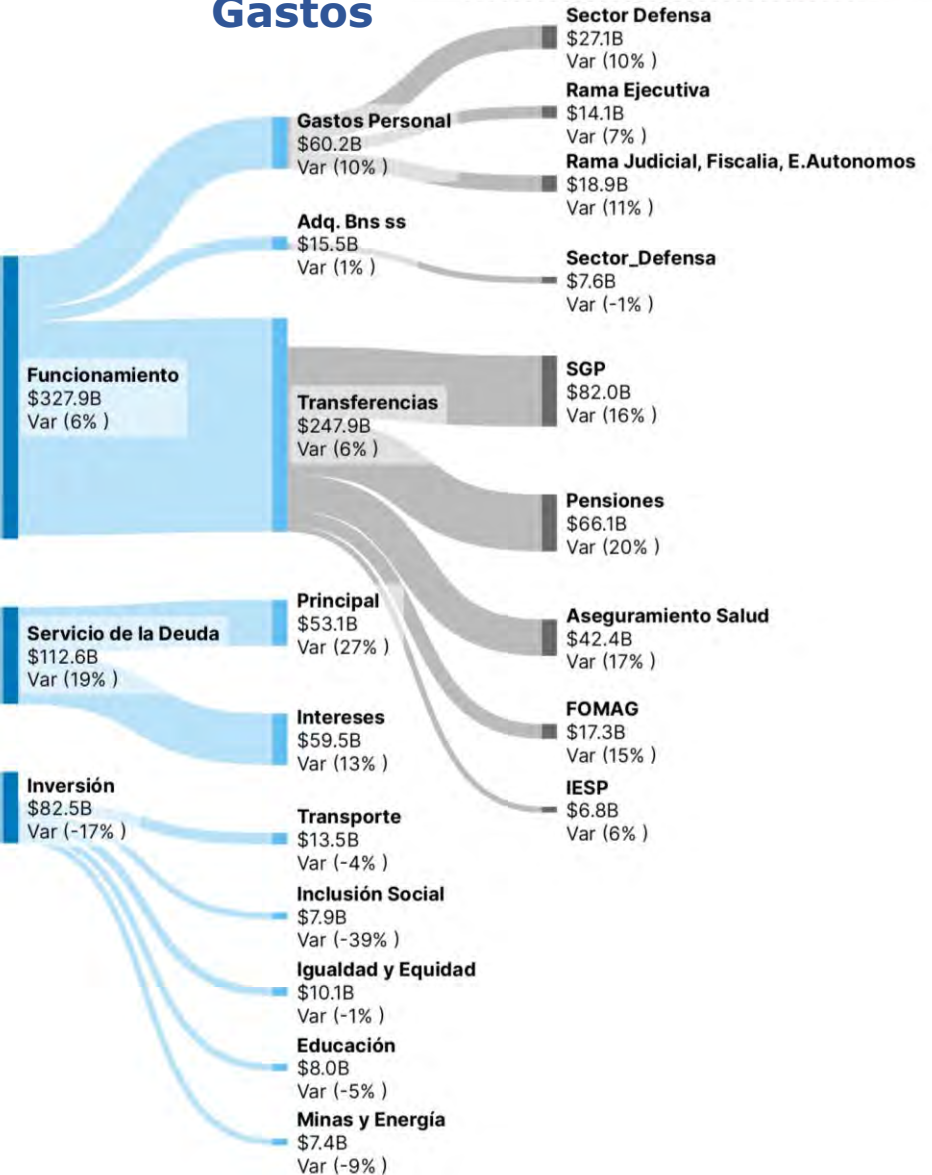 Gastos
Sector Defensa
$27.1B
Var (10% )
Rama Ejecutiva
$14.1B
Var (7% )
Rama Judicial, Fiscalia, E.Autonomos
$18.9B
Var (11% )
Gastos Personal
$60.2B
Var (10% )
Adq. Bns ss
$15.5B
Var (1% )
Sector_Defensa
$7.6B
Var (-1% )
Funcionamiento
$327.9B
Var (6% )
Transferencias
$247.9B
Var (6% )
SGP
$82.0B
Var (16% )
Pensiones
$66.1B
Var (20% )
Aseguramiento Salud
$42.4B
Var (17% )
FOMAG
$17.3B
Var (15% )
IESP
$6.8B
Var (6% )
Servicio de la Deuda
$112.6B
Var (19% )
Principal
$53.1B
Var (27% )
Intereses
$59.5B
Var (13% )
Inversión
$82.5B
Var (-17% )
Transporte
$13.5B
Var (-4% )
Inclusión Social
$7.9B
Var (-39% )
Igualdad y Equidad
$10.1B
Var (-1% )
Educación
$8.0B
Var (-5% )
Minas y Energía
$7.4B
Var (-9% )